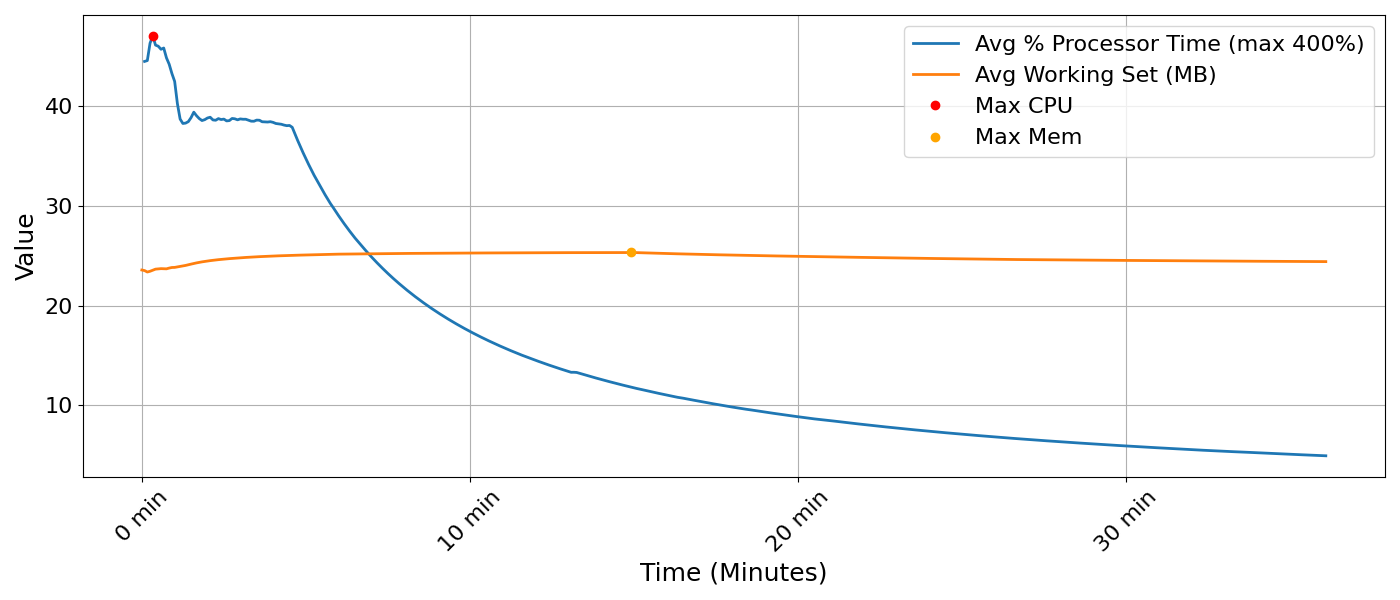 Avg % Processor Time (max 400%)
Avg Working Set (MB)
Max CPU
Max Mem
Value
40
30
20
10
0 min
10 min
20 min
30 min
Time (Minutes)